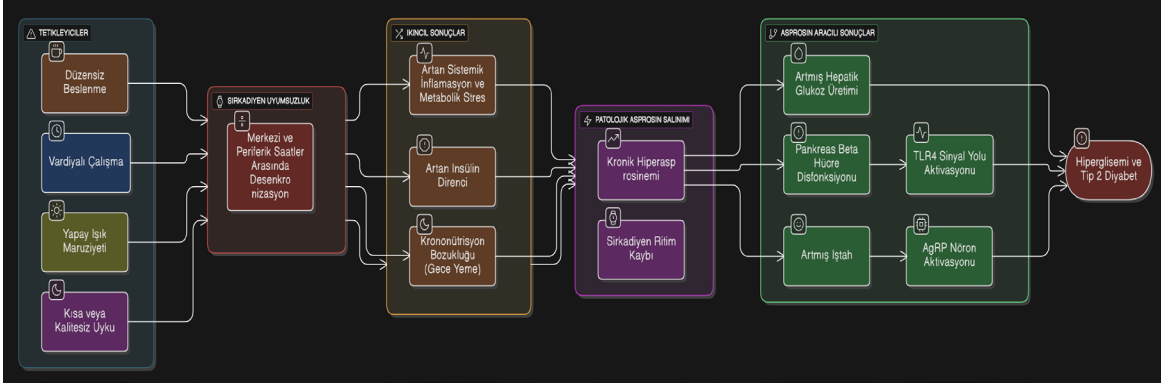 TETİKLEYİCİLER
Düzensiz
Beslenme
Vardiyalı Çalışma
Yapay Işık
Maruziyeti
Kısa veya
Kalitesiz Uyku
SİRKADİYEN UYUMSUZLUK
Merkezi ve
Periferik Saatler
Arasında
Desenkro
nizasyon
İKİNCİL SONUÇLAR
Artan Sistemik
İnflamasyon ve
Metabolik Stres
Artan İnsülin
Direnci
Krononütrisyon
Bozukluğu
(Gece Yeme)
PATOLOJİK ASPROSİN SALINIMI
Kronik Hiperasp
rosinemi
Sirkadiyen Ritim
Kaybı
ASPROSİN ARACILI SONUÇLAR
Artmış Hepatik
Glukoz Üretimi
Pankreas Beta
Hücre
Disfonksiyonu
TLR4 Sinyal Yolu
Aktivasyonu
Artmış İştah
AgRP Nöron
Aktivasyonu
Hiperglisemi ve
Tip 2 Diyabet